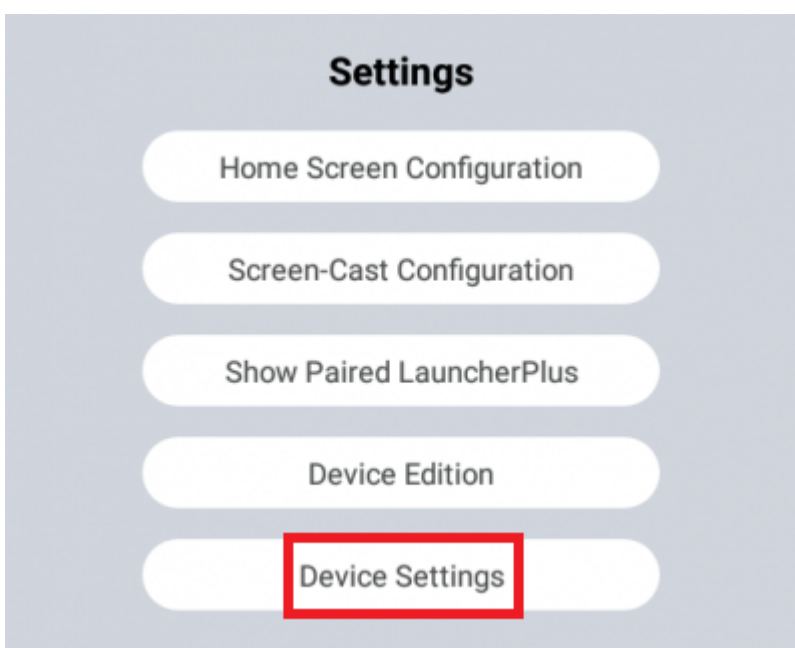 Settings
Home Screen Configuration
Screen-Cast Configuration
Show Paired LauncherPlus
Device Edition
Device Settings